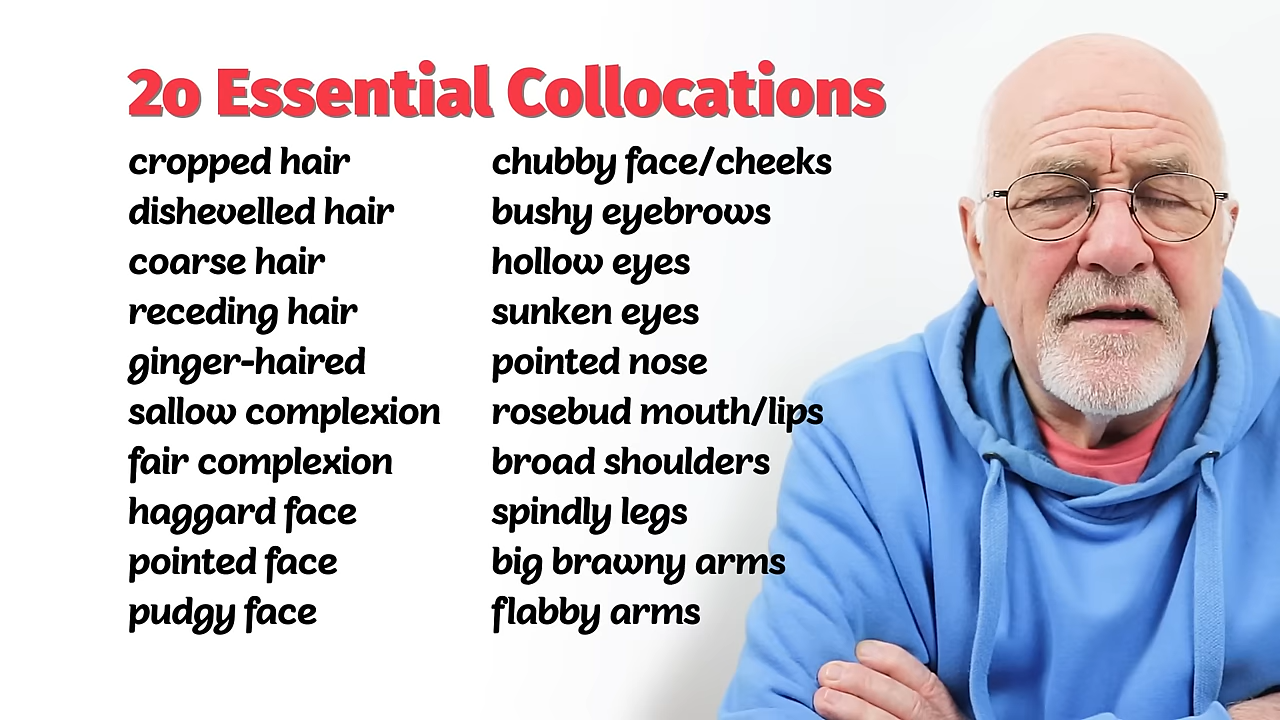 2o Essential Collocations
cropped hair
dishevelled hair
coarse hair
receding hair
ginger-haired
sallow complexion
fair complexion
haggard face
pointed face
pudgy face
chubby face/cheeks
bushy eyebrows
hollow eyes
sunken eyes
pointed nose
rosebud mouth/lips
broad shoulders
spindly legs
big brawny arms
flabby arms